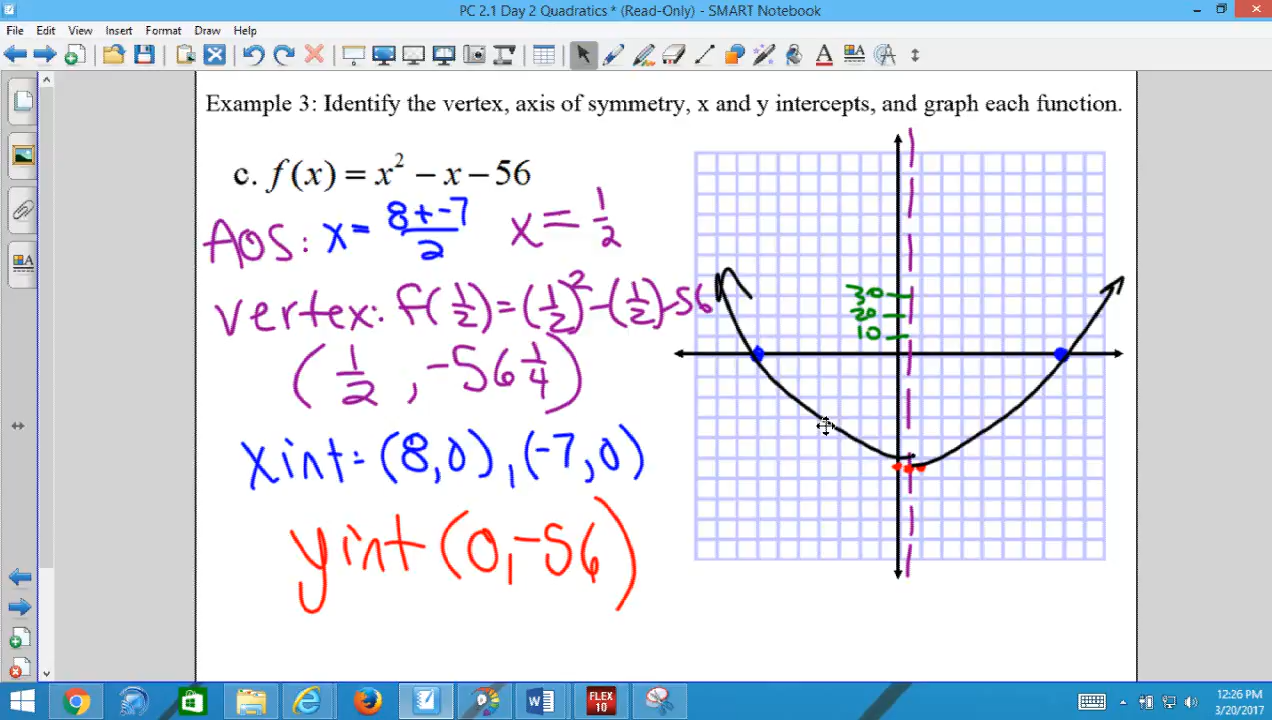 PC 2.1 Day 2 Quadratics * (Read-Only) - SMART Notebook
File Edit View Insert Format Draw Help
Example 3: Identify the vertex, axis of symmetry, x and y intercepts, and graph each function.
c. f(x) = x² − x − 56
AOS: x = (8+-7)/2 x = 1/2
vertex: f(1/2) = (1/2)² - (1/2) - 56
(1/2, -56 1/4)
x int = (8,0), (-7,0)
y int (0,-56)
30
20
10
FLEX
10
12:26 PM
3/20/2017